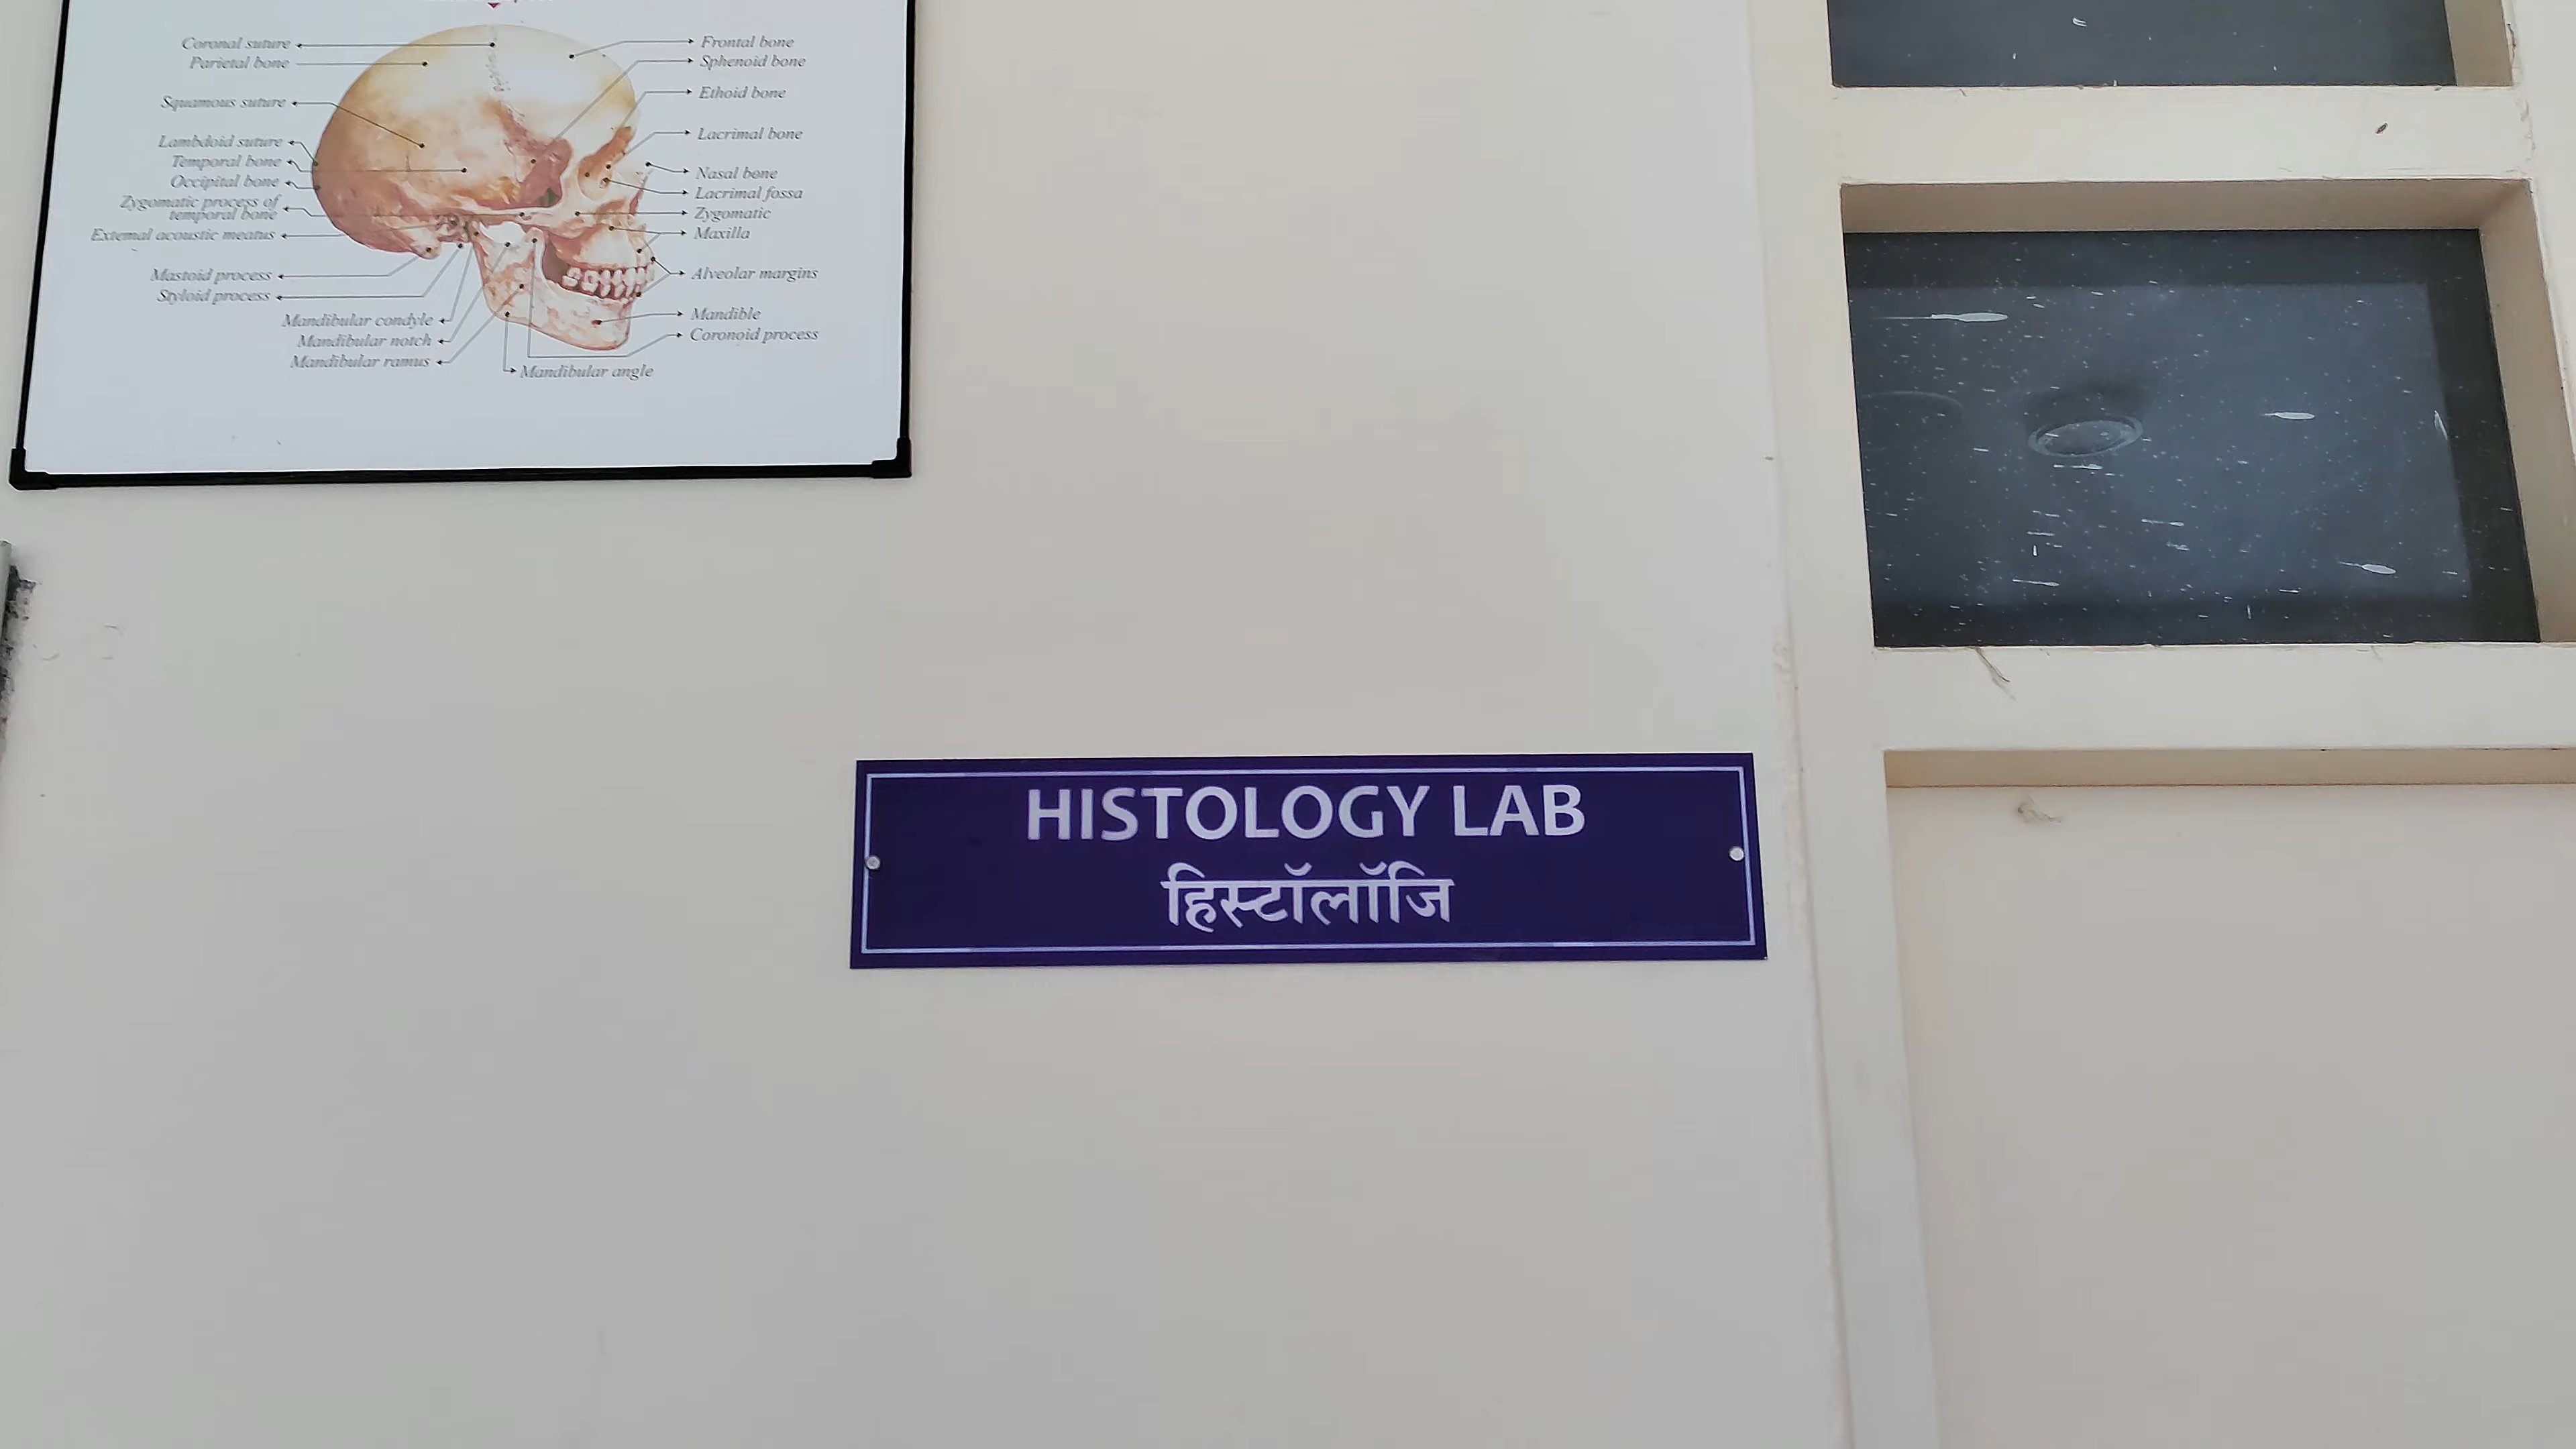 Coronal suture
Parietal bone
Squamous suture
Lambdoid suture
Temporal bone
Occipital bone
Zygomatic process of
temporal bone
External acoustic meatus
Mastoid process
Styloid process
Mandibular condyle
Mandibular notch
Mandibular ramus
Frontal bone
Sphenoid bone
Ethoid bone
Lacrimal bone
Nasal bone
Lacrimal fossa
Zygomatic
Maxilla
Alveolar margins
Mandible
Coronoid process
Mandibular angle
HISTOLOGY LAB
हिस्टॉलॉजि